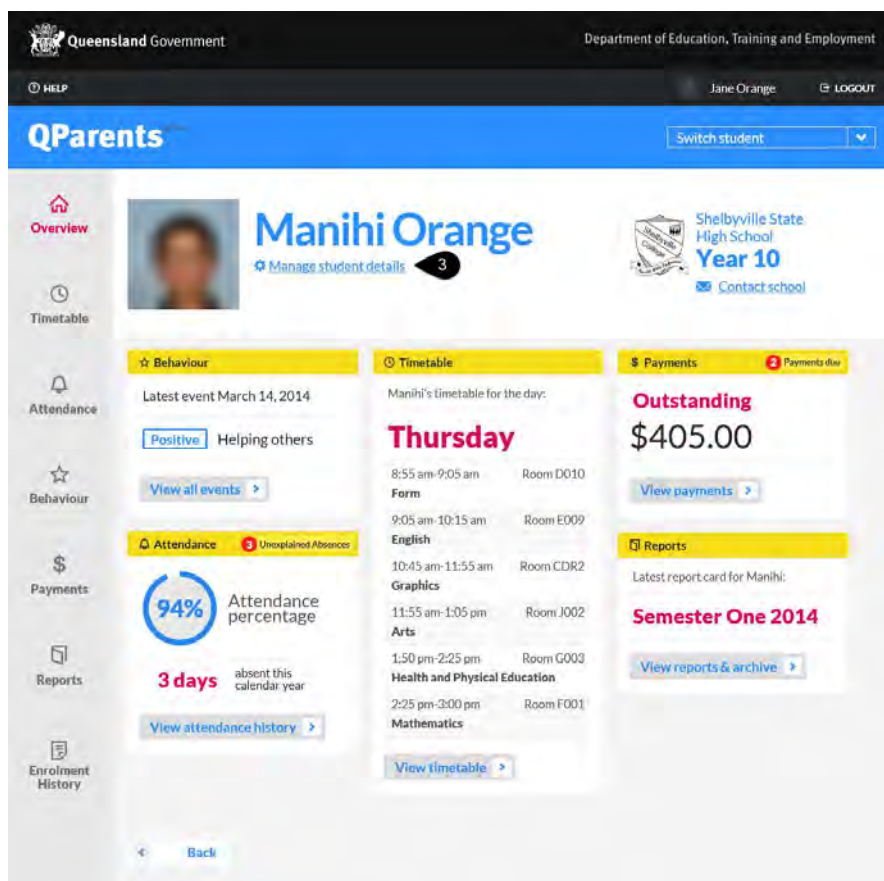 Queensland Government
Department of Education, Training and Employment
HELP
Jane Orange
LOGOUT
QParents
Switch student
Overview
Timetable
Attendance
Behaviour
Payments
Reports
Enrolment
History
Manihi Orange
Manage student details
3
Shelbyville State
High School
Year 10
Contact school
Behaviour
Latest event March 14, 2014
Positive Helping others
View all events
Attendance 3 Unexplained Absences
94% Attendance
percentage
3 days absent this
calendar year
View attendance history
Timetable
Manihi's timetable for the day:
Thursday
8:55 am-9:05 am Room D010
Form
9:05 am-10:15 am Room E009
English
10:45 am-11:55 am Room CDR2
Graphics
11:55 am-1:05 pm Room J002
Arts
1:50 pm-2:25 pm Room G003
Health and Physical Education
2:25 pm-3:00 pm Room F001
Mathematics
View timetable
$ Payments 2 Payments due
Outstanding
$405.00
View payments
Reports
Latest report card for Manihi:
Semester One 2014
View reports & archive
Back